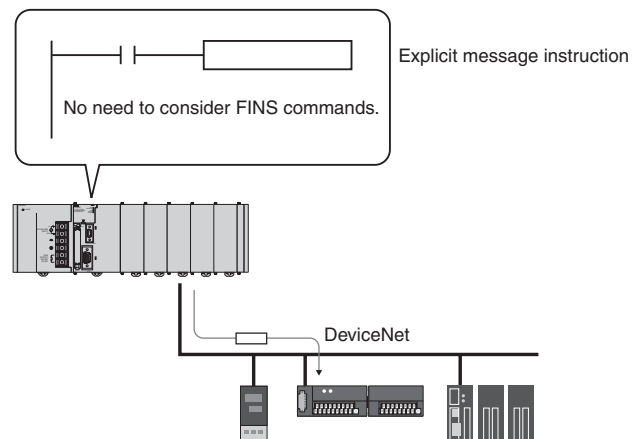 Explicit message instruction
No need to consider FINS commands.
DeviceNet